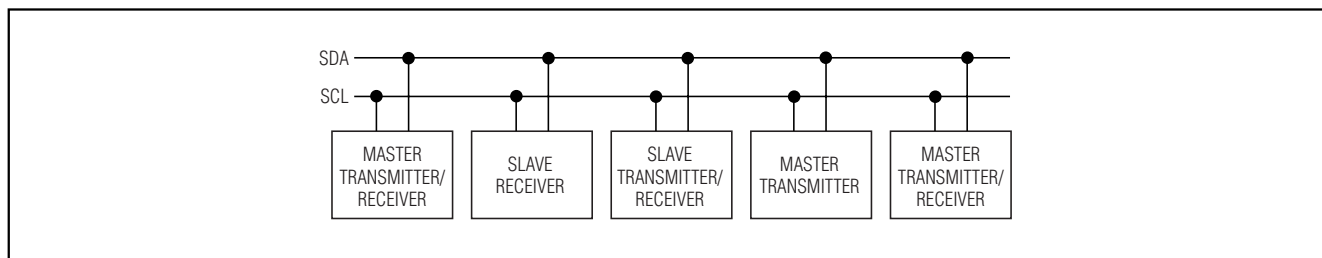 SDA
SCL
MASTER
TRANSMITTER/
RECEIVER
SLAVE
RECEIVER
SLAVE
TRANSMITTER/
RECEIVER
MASTER
TRANSMITTER
MASTER
TRANSMITTER/
RECEIVER